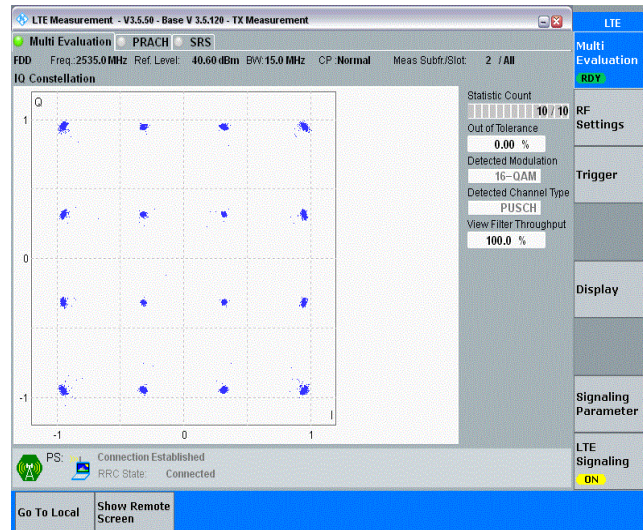 LTE Measurement - V3.5.50 - Base V 3.5.120 - TX Measurement
LTE
Multi Evaluation PRACH SRS
Multi
Evaluation
RDY
FDD Freq.:2535.0 MHz Ref. Level: 40.60 dBm BW:15.0 MHz CP :Normal Meas Subfr./Slot: 2 / All
IQ Constellation
Q
1
0
-1
-1
0
1
I
Statistic Count
10 / 10
Out of Tolerance
0.00 %
Detected Modulation
16-QAM
Detected Channel Type
PUSCH
View Filter Throughput
100.0 %
RF
Settings
Trigger
Display
Signaling
Parameter
LTE
Signaling
ON
PS: Connection Established
RRC State: Connected
Go To Local
Show Remote
Screen